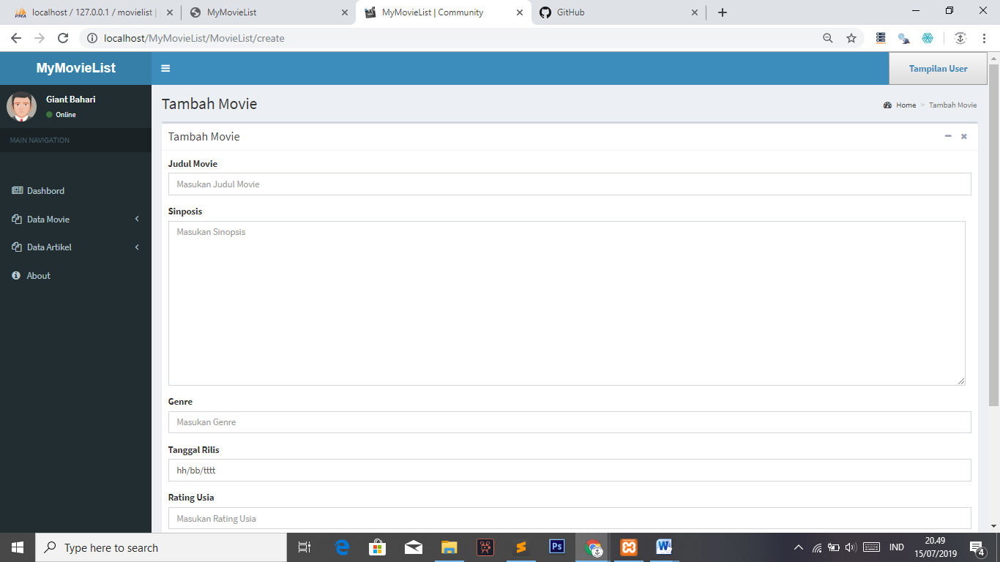 localhost / 127.0.0.1 / movielist |
MyMovieList
MyMovieList | Community
GitHub
localhost/MyMovieList/MovieList/create
MyMovieList
Tampilan User
Giant Bahari
Online
MAIN NAVIGATION
Dashbord
Data Movie
Data Artikel
About
Tambah Movie
Home > Tambah Movie
Tambah Movie
Judul Movie
Masukan Judul Movie
Sinposis
Masukan Sinopsis
Genre
Masukan Genre
Tanggal Rilis
hh/bb/tttt
Rating Usia
Masukan Rating Usia
Type here to search
IND
20.49
15/07/2019
4